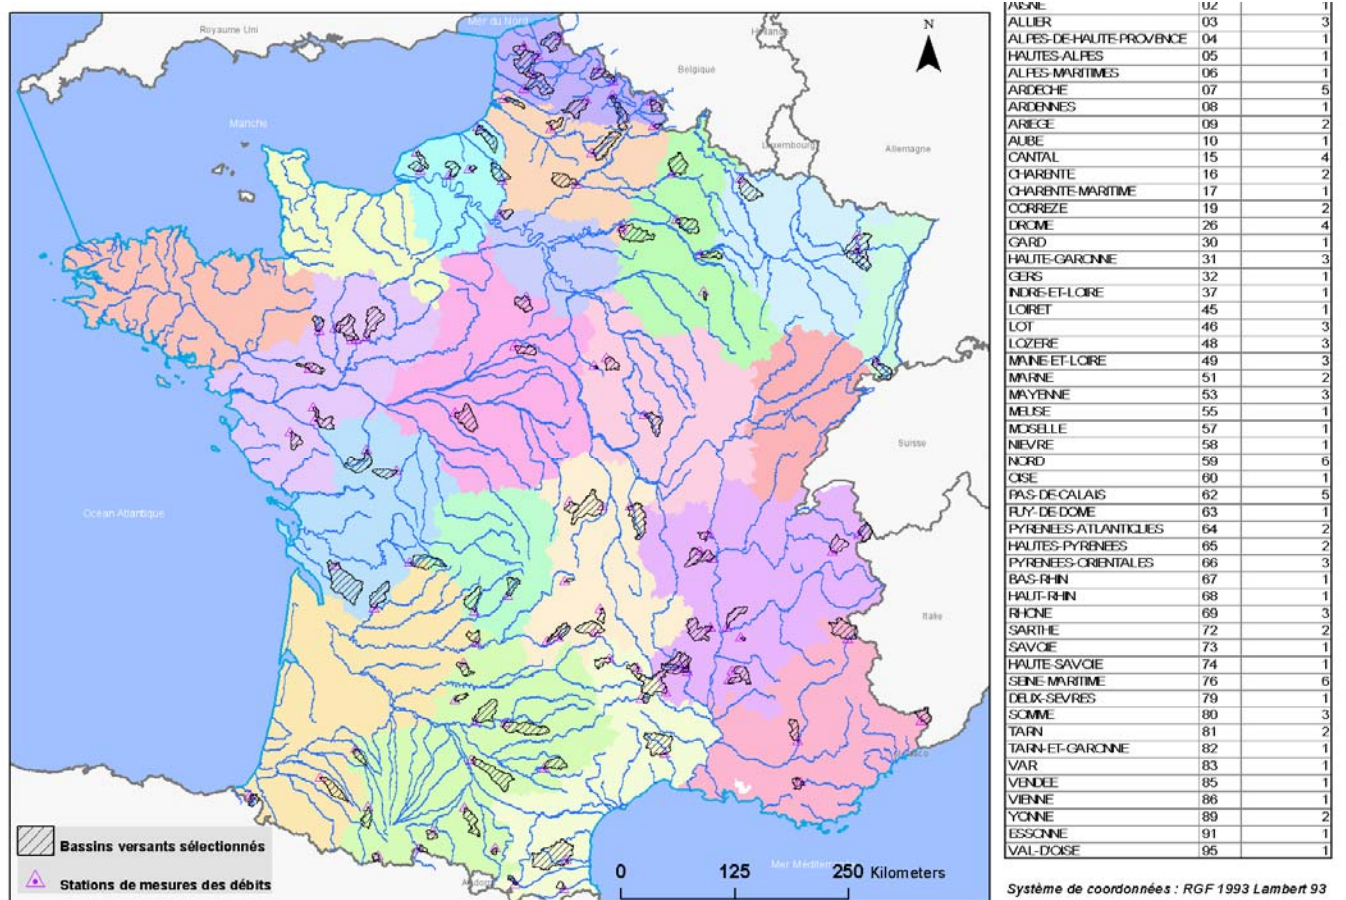 Mer du Nord
Royaume Uni
N
Belgique
Manche
Luxembourg
Allemagne
Suisse
Océan Atlantique
Italie
Mer Méditerranée
Bassins versants sélectionnés
Stations de mesures des débits
0 125 250 Kilometers
AISNE 02 1
ALLIER 03 3
ALPES-DE-HAUTE-PROVENCE 04 1
HAUTES-ALPES 05 1
ALPES-MARITIMES 06 1
ARDECHE 07 5
ARDENNES 08 1
ARIEGE 09 2
AUBE 10 1
CANTAL 15 4
CHARENTE 16 2
CHARENTE-MARITIME 17 1
CORREZE 19 2
DROME 26 4
GARD 30 1
HAUTE-GARONNE 31 3
GERS 32 1
INDRE-ET-LOIRE 37 1
LOIRET 45 1
LOT 46 3
LOZERE 48 3
MAINE-ET-LOIRE 49 3
MARNE 51 2
MAYENNE 53 3
MEUSE 55 1
MOSELLE 57 1
NIEVRE 58 1
NORD 59 6
OISE 60 1
PAS-DE-CALAIS 62 5
PUY-DE-DOME 63 1
PYRENEES-ATLANTIQUES 64 2
HAUTES-PYRENEES 65 2
PYRENEES-ORIENTALES 66 3
BAS-RHIN 67 1
HAUT-RHIN 68 1
RHONE 69 3
SARTHE 72 2
SAVOIE 73 1
HAUTE-SAVOIE 74 1
SEINE-MARITIME 76 6
DEUX-SEVRES 79 1
SOMME 80 3
TARN 81 2
TARN-ET-GARONNE 82 1
VAR 83 1
VENDEE 85 1
VIENNE 86 1
YONNE 89 2
ESSONNE 91 1
VAL-D'OISE 95 1
Système de coordonnées : RGF 1993 Lambert 93